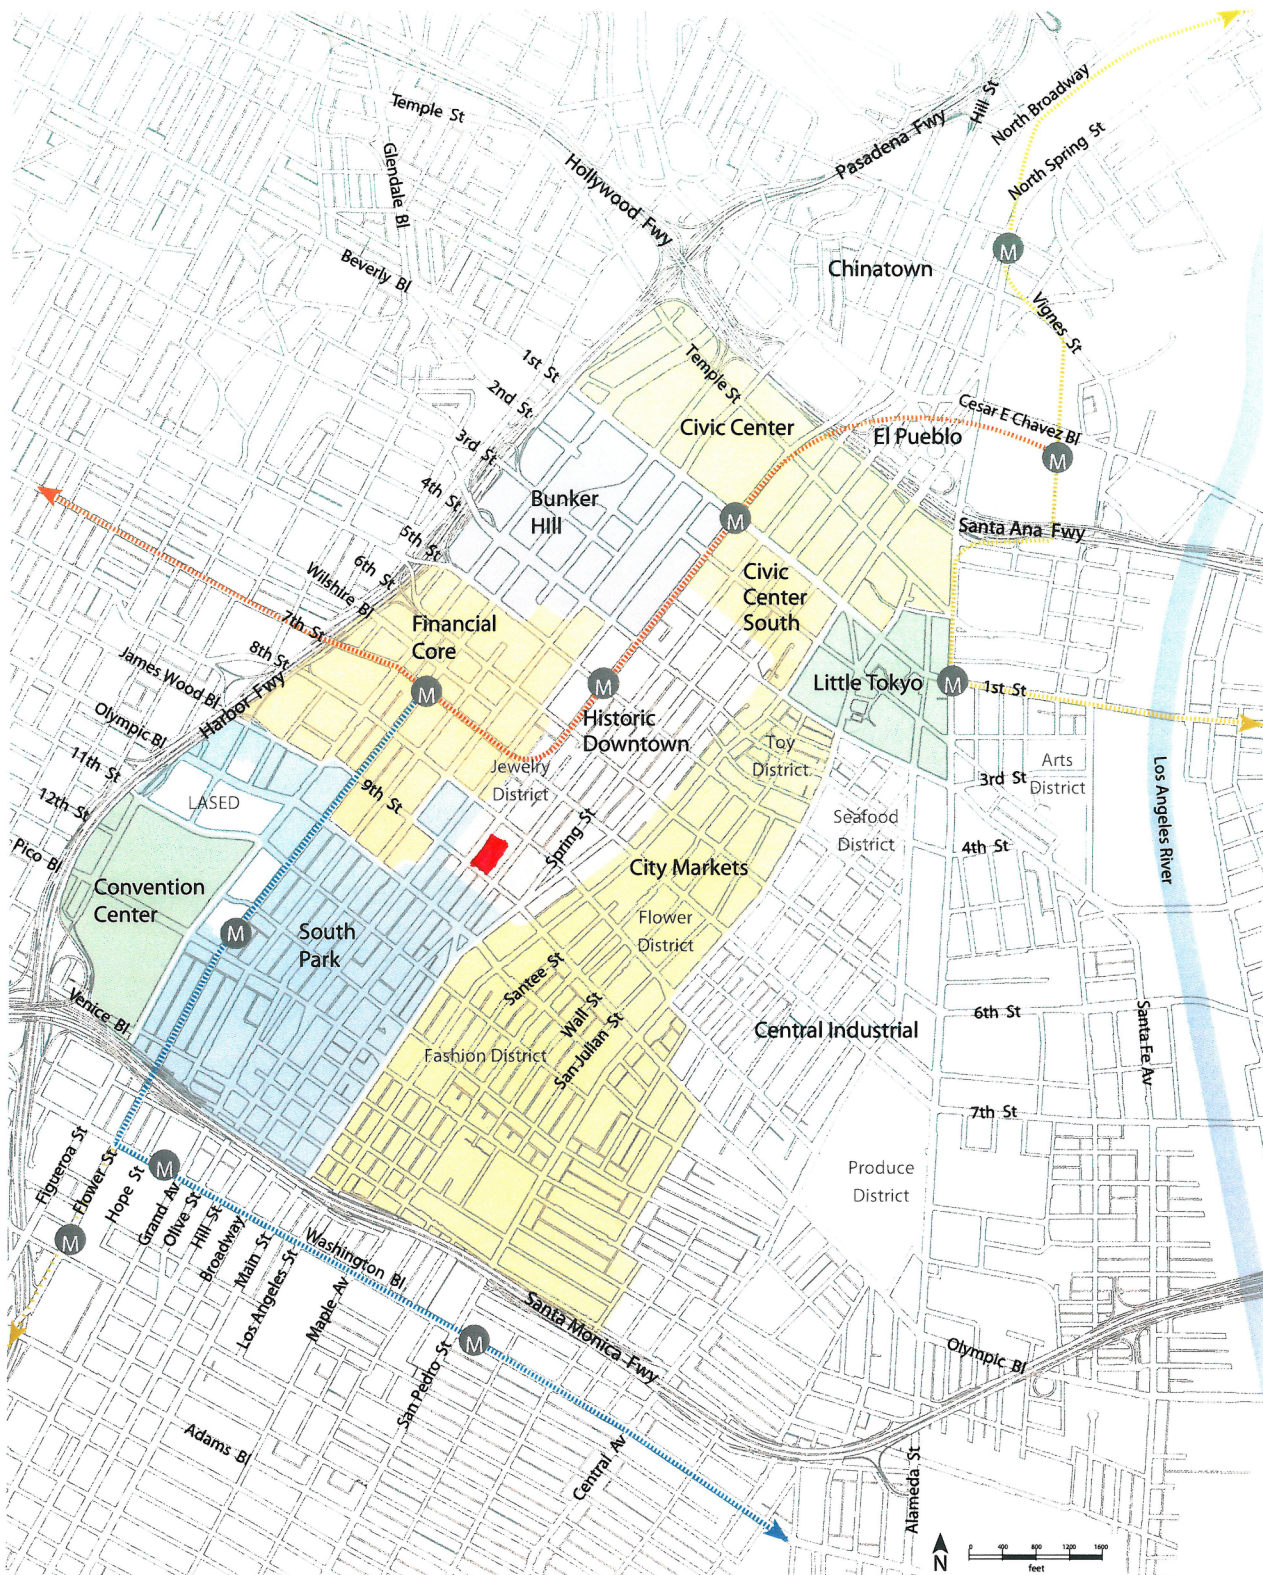 Temple St
Glendale Bl
Beverly Bl
Hollywood Fwy
Pasadena Fwy
Hill St
North Broadway
North Spring St
M
Chinatown
Vignes St
1st St
2nd St
3rd St
4th St
5th St
6th St
Wilshire Bl
7th St
8th St
James Wood Bl
Harbor Fwy
Olympic Bl
11th St
12th St
Pico Bl
Temple St
Civic Center
El Pueblo
Cesar E Chavez Bl
M
Bunker
HIll
M
Santa Ana Fwy
Civic
Center
South
Financial
Core
M
M
Little Tokyo
M
1st St
Historic
Downtown
Jewelry
District
Toy
District
3rd St
Arts
District
Los Angeles River
LASED
9th St
Spring St
Seafood
District
4th St
City Markets
Flower
District
Convention
Center
M
South
Park
Santee St
Wall St
San Julian St
Fashion District
Central Industrial
6th St
Santa Fe Av
7th St
Venice Bl
Produce
District
Figueroa St
Flower St
Hope St
M
Grand Av
Olive St
Hill St
Broadway
Main St
Los Angeles St
Maple Av
Washington Bl
M
San Pedro St
M
Santa Monica Fwy
Olympic Bl
Adams Bl
Central Av
Alameda St
N
0 400 800 1200 1600
feet